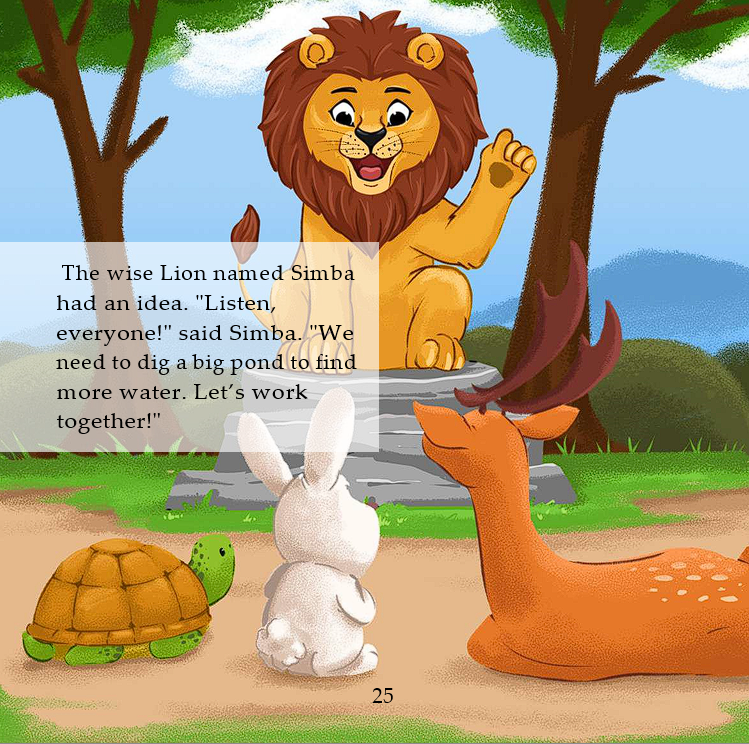 The wise Lion named Simba
had an idea. "Listen,
everyone!" said Simba. "We
need to dig a big pond to find
more water. Let’s work
together!"
25